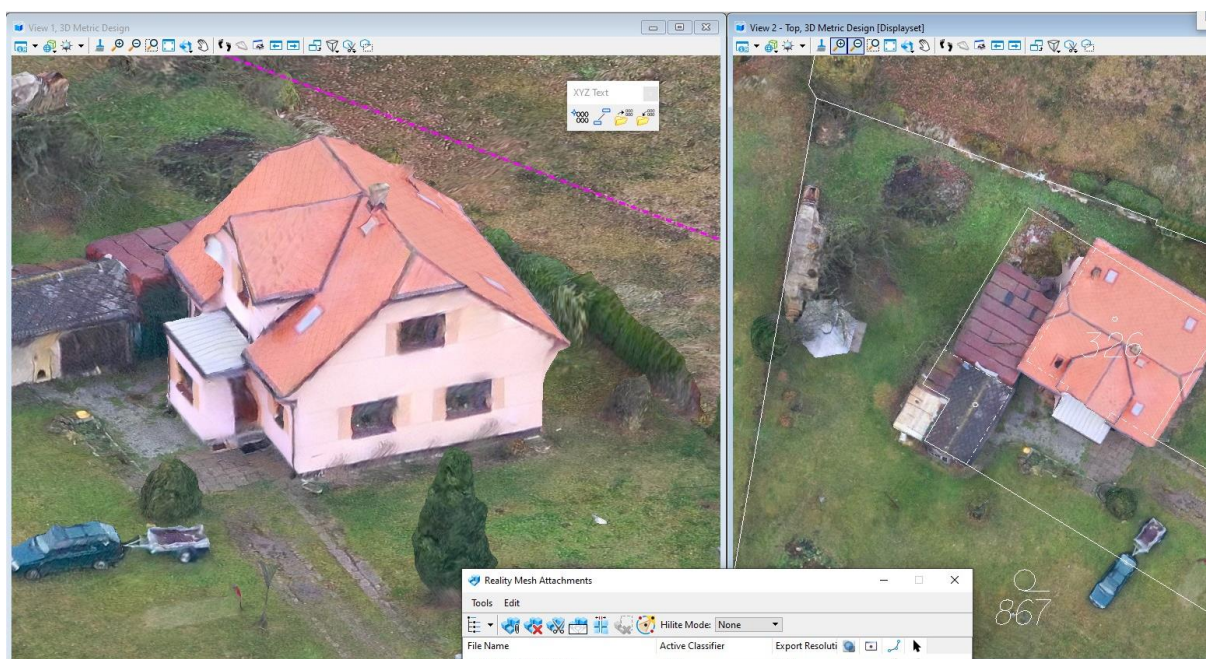 View 1, 3D Metric Design
View 2 - Top, 3D Metric Design [Displayset]
XYZ Text
326
867
Reality Mesh Attachments
Tools Edit
Hilite Mode: None
File Name Active Classifier Export Resoluti